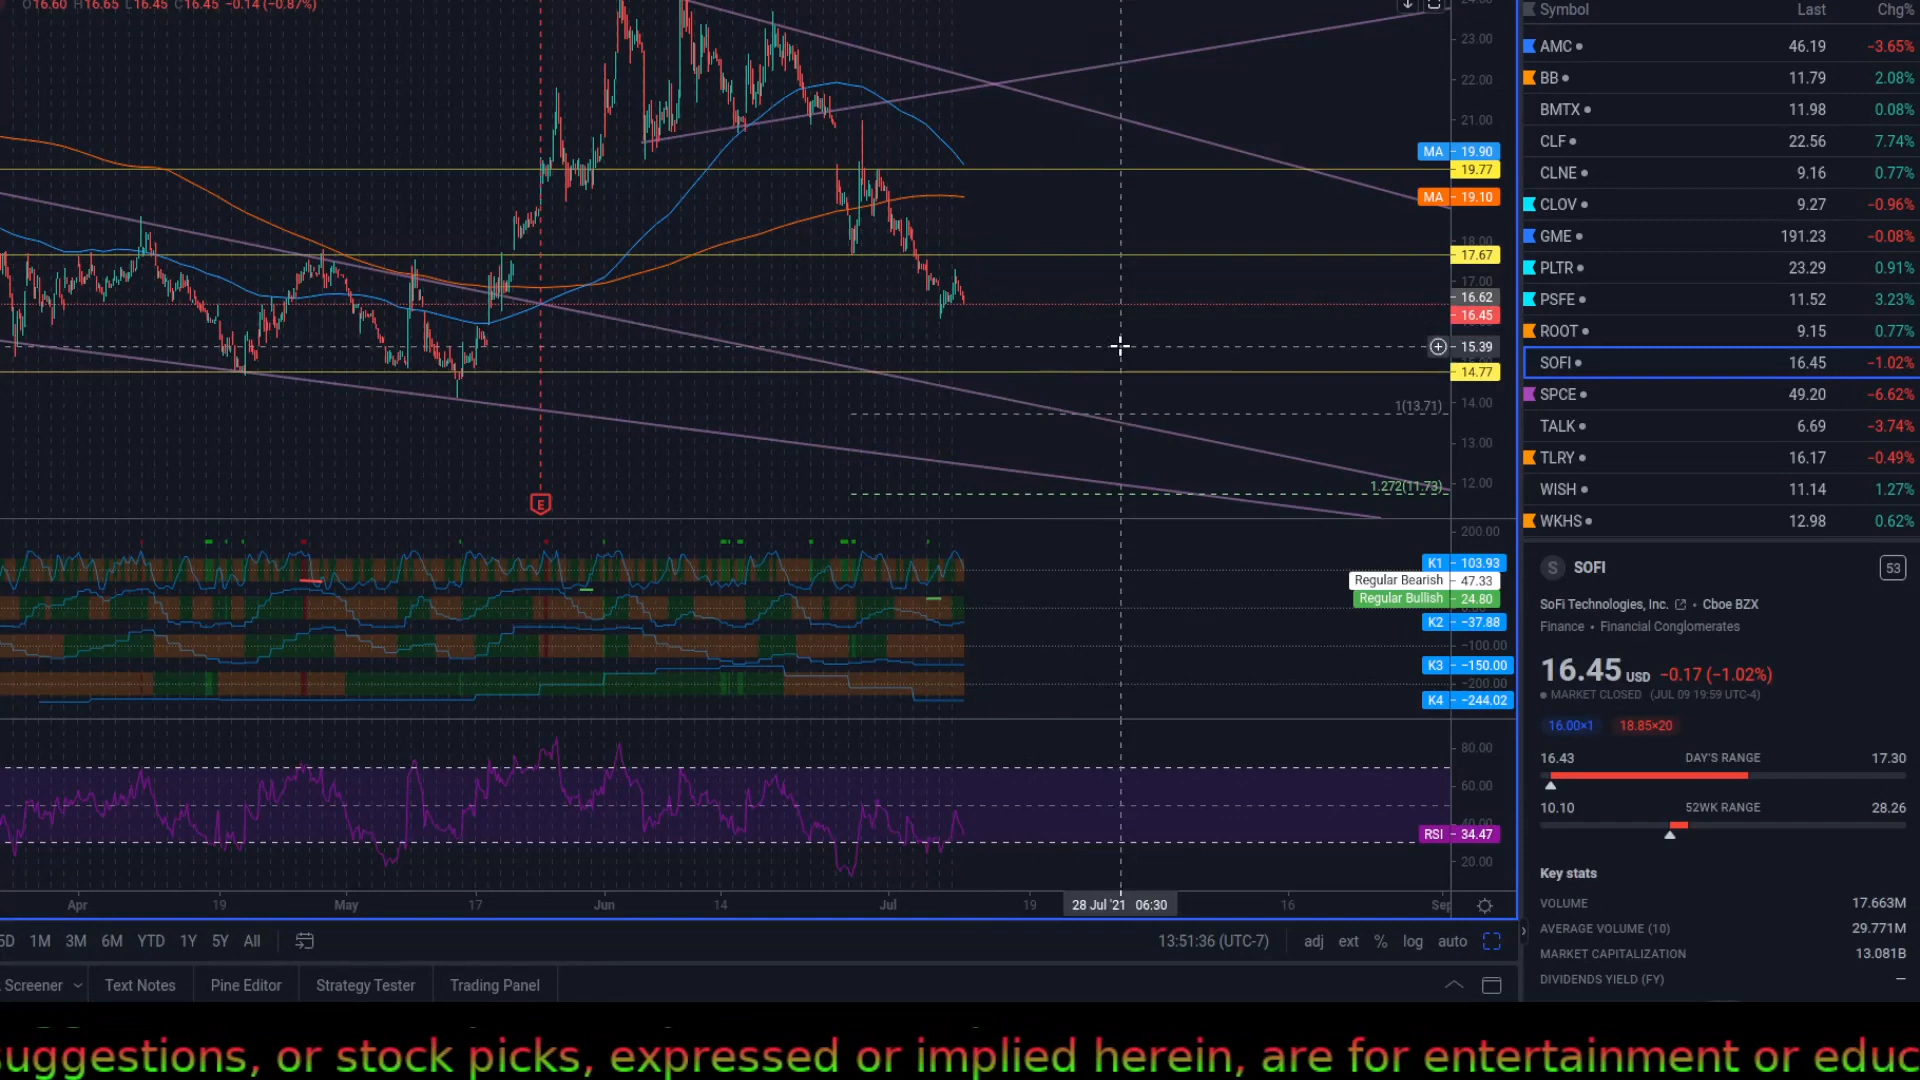 O16.60 H16.65 L16.45 C16.45 −0.14 (−0.87%)
24.00
23.00
22.00
21.00
MA 19.90
19.77
MA 19.10
18.00
17.67
17.00
16.62
16.45
15.39
14.77
14.00
1(13.71)
13.00
1.272(11.73)
12.00
E
200.00
K1 103.93
Regular Bearish 47.33
Regular Bullish 24.80
K2 −37.88
−100.00
K3 −150.00
−200.00
K4 −244.02
80.00
60.00
40.00
RSI 34.47
20.00
Apr 19 May 17 Jun 14 Jul 19 28 Jul '21 06:30 16 Sep
5D 1M 3M 6M YTD 1Y 5Y All
13:51:36 (UTC-7) adj ext % log auto
Screener Text Notes Pine Editor Strategy Tester Trading Panel
Symbol Last Chg%
AMC 46.19 −3.65%
BB 11.79 2.08%
BMTX 11.98 0.08%
CLF 22.56 7.74%
CLNE 9.16 0.77%
CLOV 9.27 −0.96%
GME 191.23 −0.08%
PLTR 23.29 0.91%
PSFE 11.52 3.23%
ROOT 9.15 0.77%
SOFI 16.45 −1.02%
SPCE 49.20 −6.62%
TALK 6.69 −3.74%
TLRY 16.17 −0.49%
WISH 11.14 1.27%
WKHS 12.98 0.62%
S SOFI 53
SoFi Technologies, Inc. • Cboe BZX
Finance • Financial Conglomerates
16.45 USD −0.17 (−1.02%)
MARKET CLOSED (JUL 09 19:59 UTC-4)
16.00×1 18.85×20
16.43 DAY'S RANGE 17.30
10.10 52WK RANGE 28.26
Key stats
VOLUME 17.663M
AVERAGE VOLUME (10) 29.771M
MARKET CAPITALIZATION 13.081B
DIVIDENDS YIELD (FY) —
suggestions, or stock picks, expressed or implied herein, are for entertainment or educ